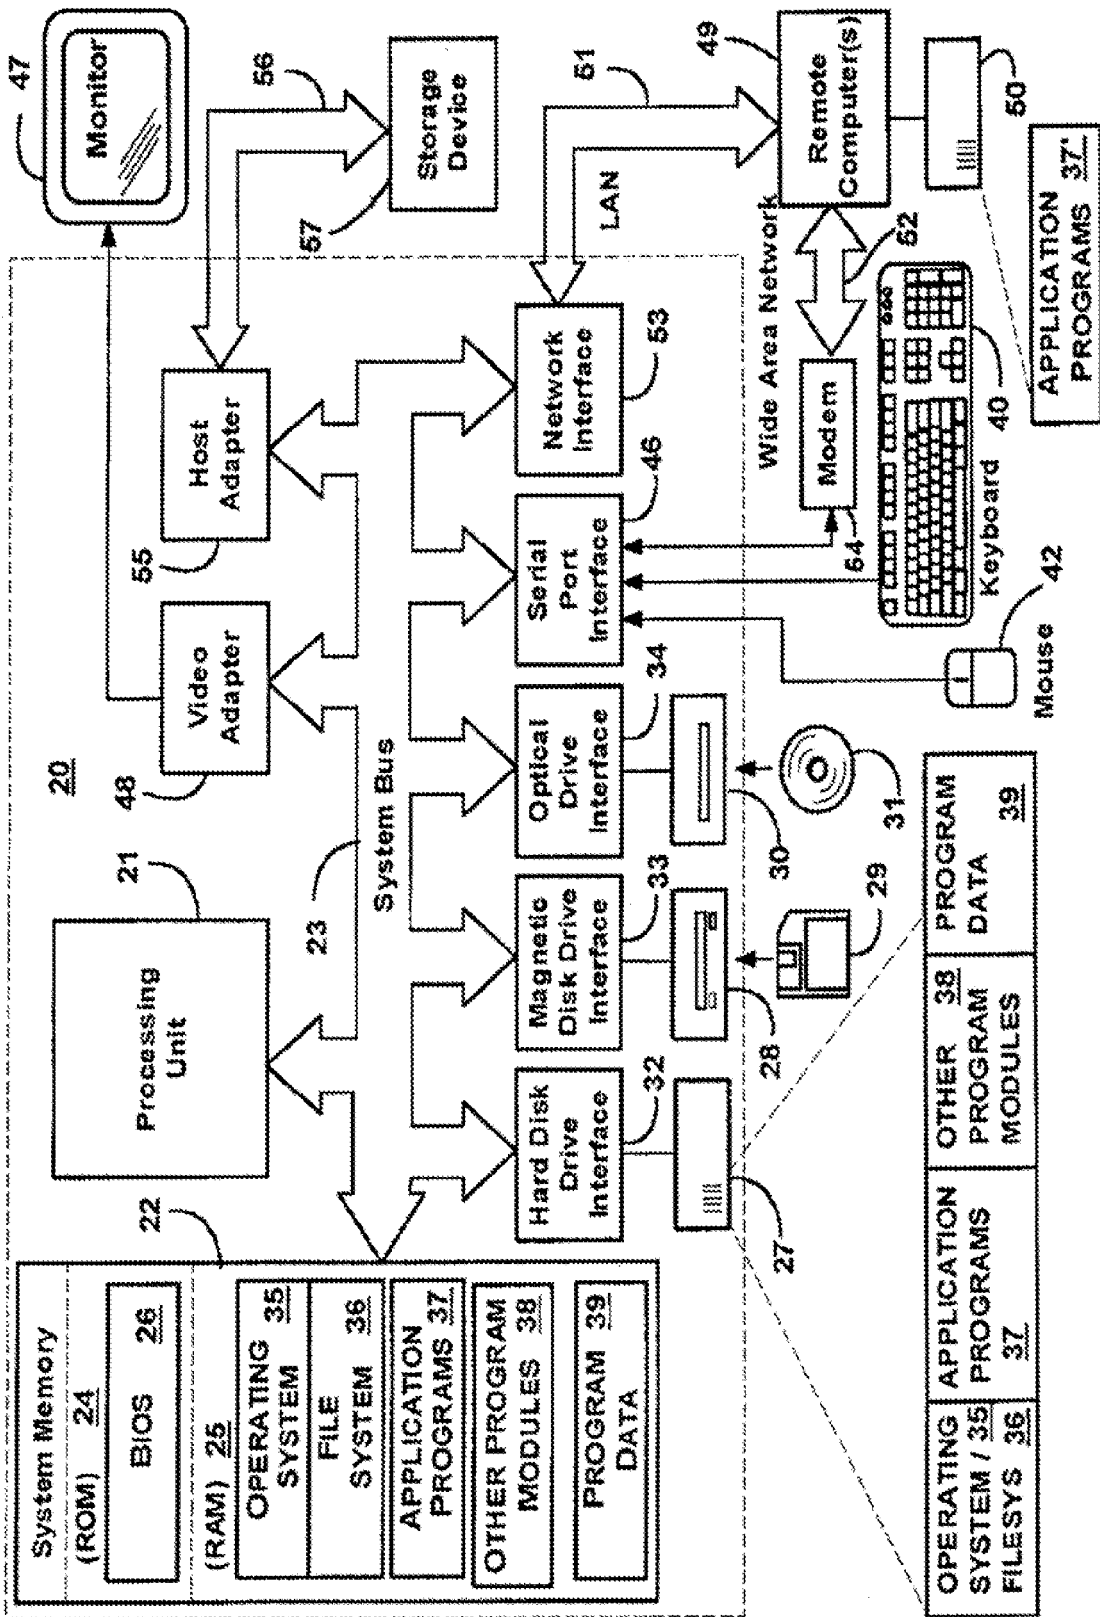 System Memory
(ROM) 24
BIOS 26
(RAM) 25
OPERATING
SYSTEM 35
FILE
SYSTEM 36
APPLICATION
PROGRAMS 37
OTHER PROGRAM
MODULES 38
PROGRAM
DATA 39
22
Processing
Unit
21
20
23
System Bus
Video
Adapter
48
Host
Adapter
55
47
Monitor
56
Storage
Device
57
Hard Disk
Drive
Interface
32
Magnetic
Disk Drive
Interface
33
Optical
Drive
Interface
34
Serial
Port
Interface
46
Network
Interface
53
LAN
51
49
Remote
Computer(s)
50
Wide Area Network
52
Modem
54
27
28
29
30
31
Keyboard
40
Mouse
42
OPERATING
SYSTEM / 35
FILESYS 36
APPLICATION
PROGRAMS
37
OTHER 38
PROGRAM
MODULES
PROGRAM
DATA
39
APPLICATION
PROGRAMS 37'